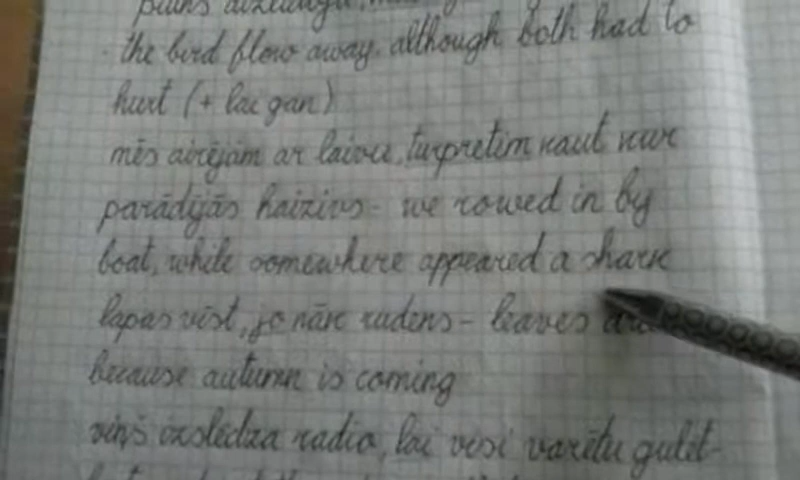 the bird flew away. although both had to
hurt (+ lai gan)
mēs airējām ar laivu, turpretim kaut kur
parādījās haizivs - we rowed in by
boat, while somewhere appeared a shark
lapas vīst, jo nāk rudens - leaves
because autumn is coming
viņš izslēdza radio, lai visi varētu gulēt -